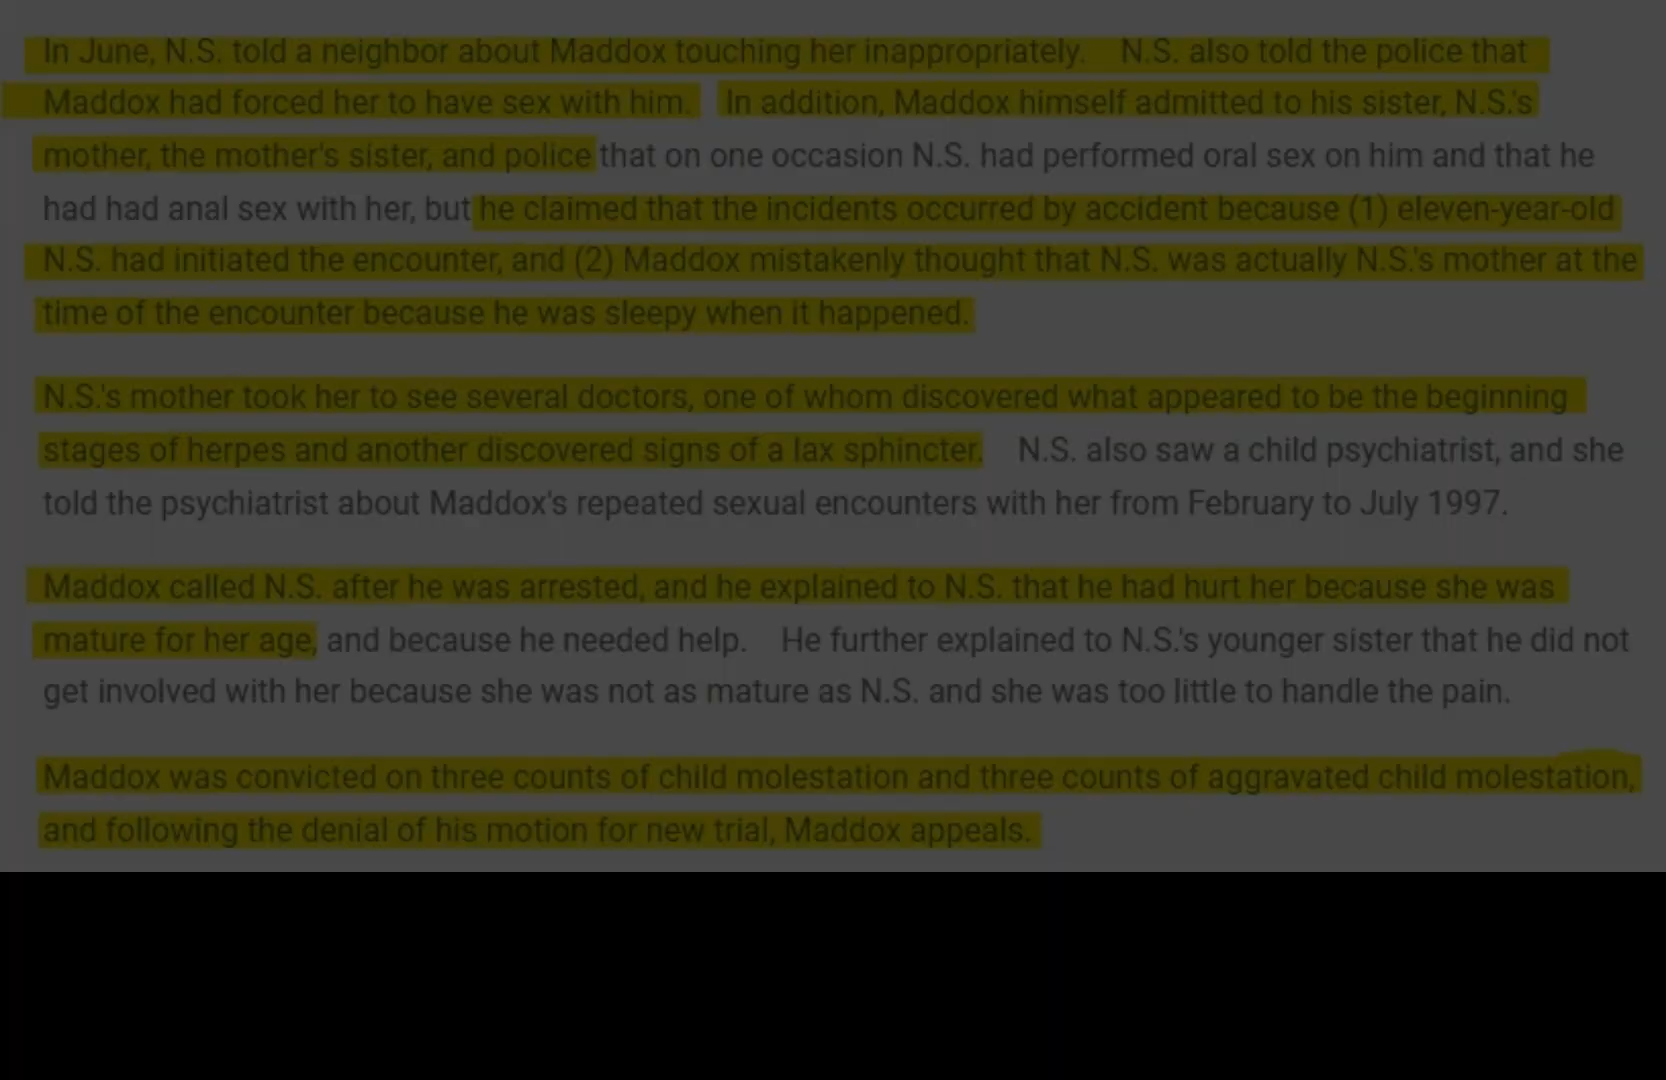 In June, N.S. told a neighbor about Maddox touching her inappropriately. N.S. also told the police that
Maddox had forced her to have sex with him. In addition, Maddox himself admitted to his sister, N.S.'s
mother, the mother's sister, and police that on one occasion N.S. had performed oral sex on him and that he
had had anal sex with her, but he claimed that the incidents occurred by accident because (1) eleven-year-old
N.S. had initiated the encounter, and (2) Maddox mistakenly thought that N.S. was actually N.S.'s mother at the
time of the encounter because he was sleepy when it happened.
N.S.'s mother took her to see several doctors, one of whom discovered what appeared to be the beginning
stages of herpes and another discovered signs of a lax sphincter. N.S. also saw a child psychiatrist, and she
told the psychiatrist about Maddox's repeated sexual encounters with her from February to July 1997.
Maddox called N.S. after he was arrested, and he explained to N.S. that he had hurt her because she was
mature for her age, and because he needed help. He further explained to N.S.'s younger sister that he did not
get involved with her because she was not as mature as N.S. and she was too little to handle the pain.
Maddox was convicted on three counts of child molestation and three counts of aggravated child molestation,
and following the denial of his motion for new trial, Maddox appeals.